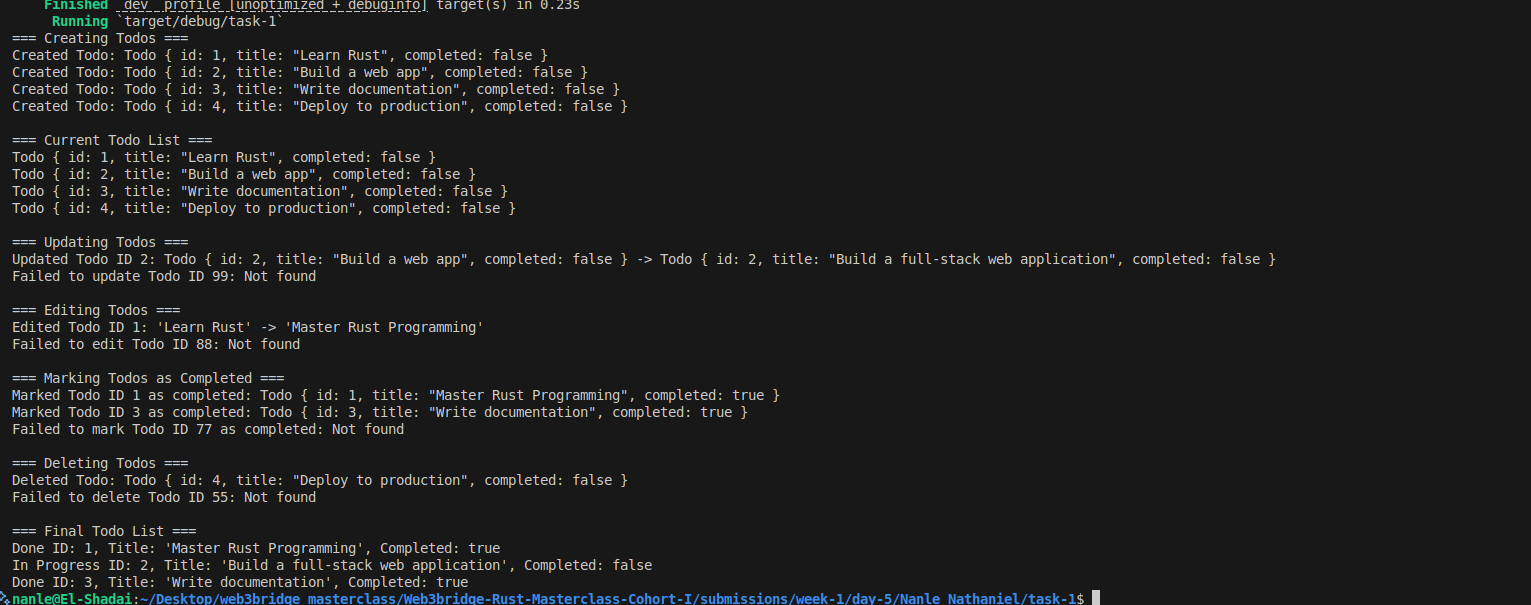 Finished `dev` profile [unoptimized + debuginfo] target(s) in 0.23s
Running `target/debug/task-1`
=== Creating Todos ===
Created Todo: Todo { id: 1, title: "Learn Rust", completed: false }
Created Todo: Todo { id: 2, title: "Build a web app", completed: false }
Created Todo: Todo { id: 3, title: "Write documentation", completed: false }
Created Todo: Todo { id: 4, title: "Deploy to production", completed: false }
=== Current Todo List ===
Todo { id: 1, title: "Learn Rust", completed: false }
Todo { id: 2, title: "Build a web app", completed: false }
Todo { id: 3, title: "Write documentation", completed: false }
Todo { id: 4, title: "Deploy to production", completed: false }
=== Updating Todos ===
Updated Todo ID 2: Todo { id: 2, title: "Build a web app", completed: false } -> Todo { id: 2, title: "Build a full-stack web application", completed: false }
Failed to update Todo ID 99: Not found
=== Editing Todos ===
Edited Todo ID 1: 'Learn Rust' -> 'Master Rust Programming'
Failed to edit Todo ID 88: Not found
=== Marking Todos as Completed ===
Marked Todo ID 1 as completed: Todo { id: 1, title: "Master Rust Programming", completed: true }
Marked Todo ID 3 as completed: Todo { id: 3, title: "Write documentation", completed: true }
Failed to mark Todo ID 77 as completed: Not found
=== Deleting Todos ===
Deleted Todo: Todo { id: 4, title: "Deploy to production", completed: false }
Failed to delete Todo ID 55: Not found
=== Final Todo List ===
Done ID: 1, Title: 'Master Rust Programming', Completed: true
In Progress ID: 2, Title: 'Build a full-stack web application', Completed: false
Done ID: 3, Title: 'Write documentation', Completed: true
nanle@El-Shadai:~/Desktop/web3bridge_masterclass/Web3bridge-Rust-Masterclass-Cohort-I/submissions/week-1/day-5/Nanle_Nathaniel/task-1$